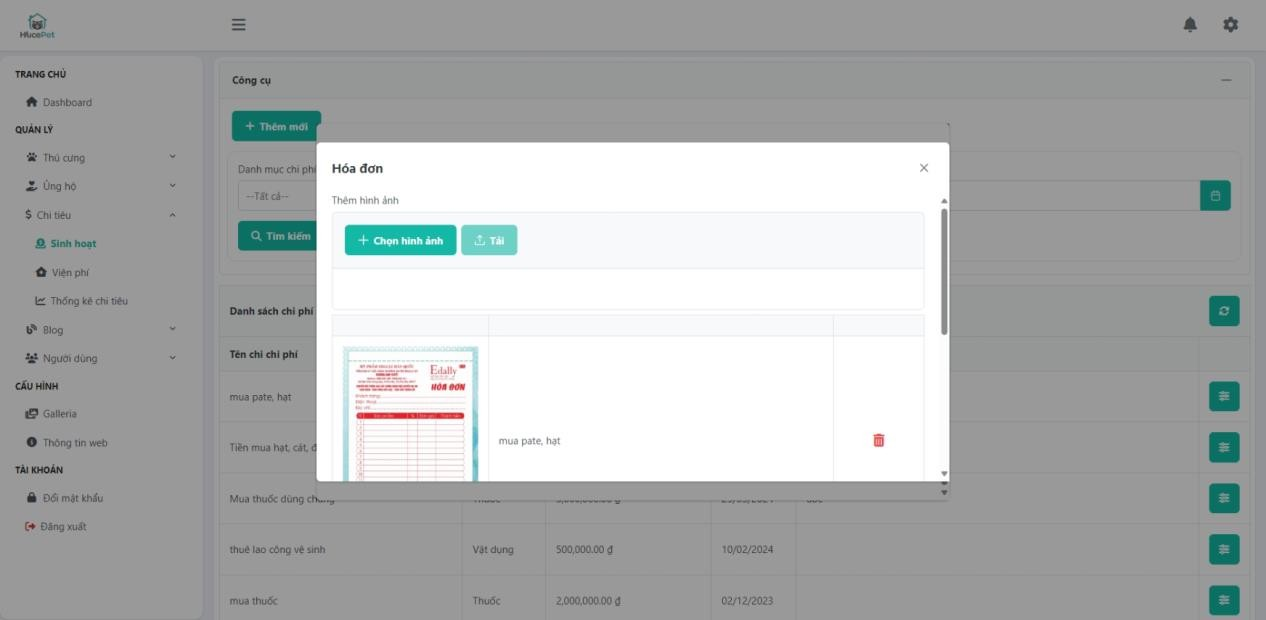 HucePet
TRANG CHỦ
Dashboard
QUẢN LÝ
Thú cưng
Ủng hộ
Chi tiêu
Sinh hoạt
Viện phí
Thống kê chi tiêu
Blog
Người dùng
CẤU HÌNH
Galleria
Thông tin web
TÀI KHOẢN
Đổi mật khẩu
Đăng xuất
Công cụ
Thêm mới
Danh mục chi phí
--Tất cả--
Tìm kiếm
Danh sách chi phí
Tên chi chi phí
mua pate, hạt
Tiền mua hạt, cát,
Mua thuốc dùng chung
thuê lao công vệ sinh Vật dụng 500,000.00 ₫ 10/02/2024
mua thuốc Thuốc 2,000,000.00 ₫ 02/12/2023
Hóa đơn
Thêm hình ảnh
Chọn hình ảnh Tải
Edally
HÓA ĐƠN
mua pate, hạt